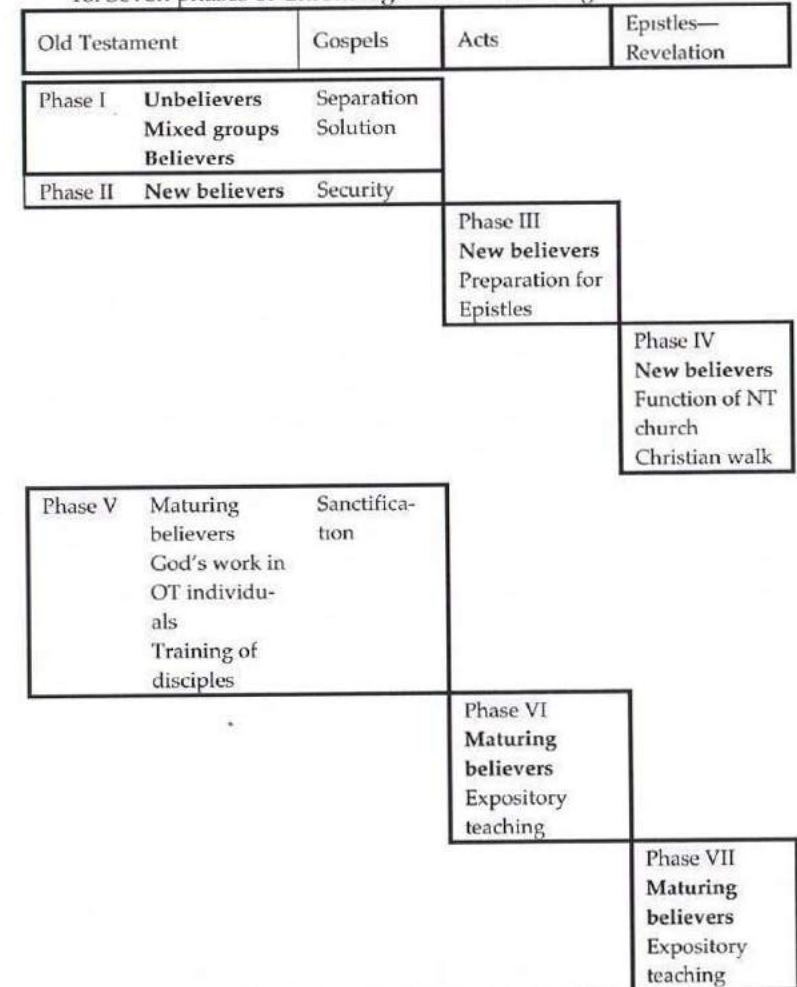 Old Testament Gospels Acts Epistles—
Revelation
Phase I Unbelievers Separation
Mixed groups Solution
Believers
Phase II New believers Security
Phase III
New believers
Preparation for
Epistles
Phase IV
New believers
Function of NT
church
Christian walk
Phase V Maturing Sanctifica-
believers tion
God's work in
OT individu-
als
Training of
disciples
Phase VI
Maturing
believers
Expository
teaching
Phase VII
Maturing
believers
Expository
teaching